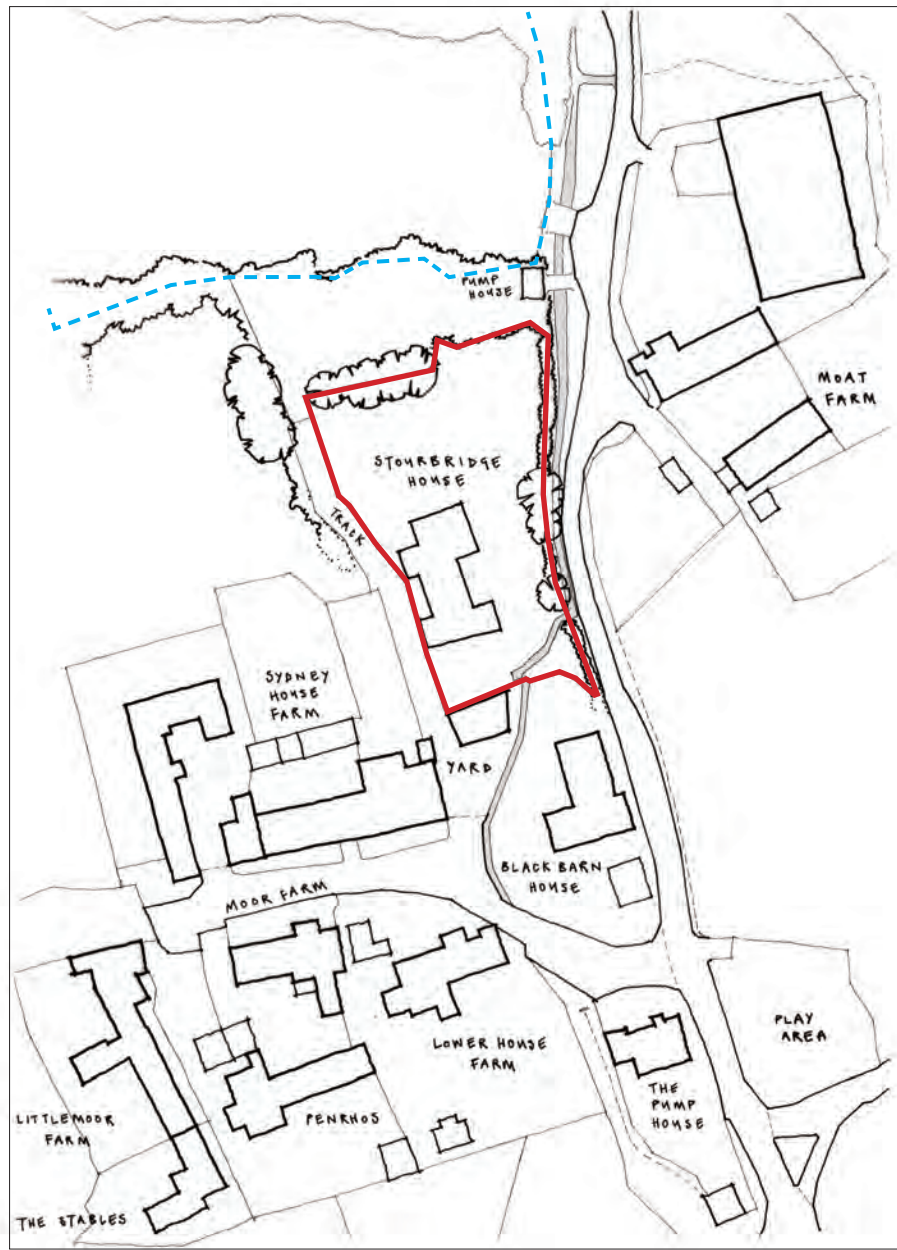 PUMP
HOUSE
MOAT
FARM
STOURBRIDGE
HOUSE
TRACK
SYDNEY
HOUSE
FARM
YARD
BLACK BARN
HOUSE
MOOR FARM
PLAY
AREA
LOWER HOUSE
FARM
THE
PUMP
HOUSE
PENRHOS
LITTLEMOOR
FARM
THE STABLES